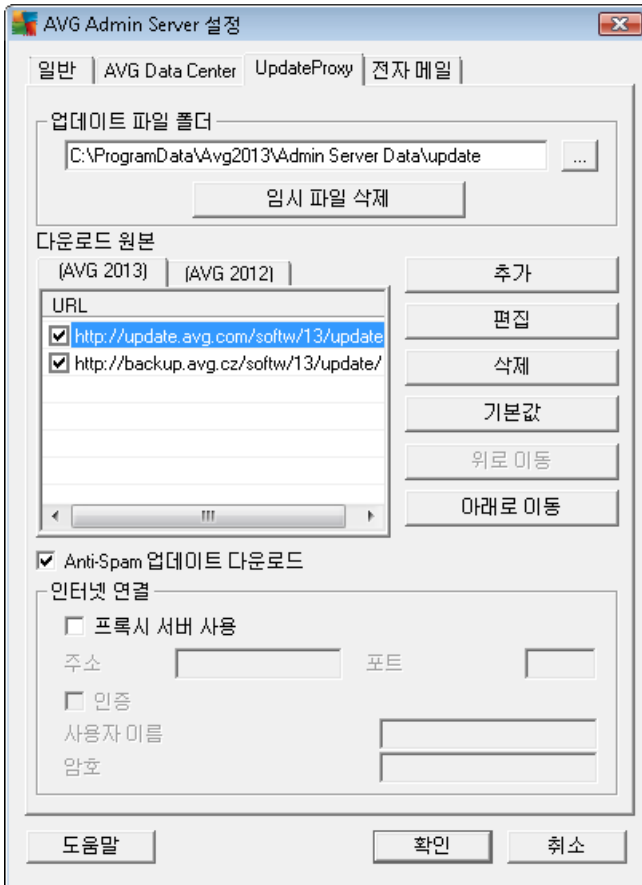 AVG Admin Server 설정
일반 AVG Data Center UpdateProxy 전자 메일
업데이트 파일 폴더
C:\ProgramData\Avg2013\Admin Server Data\update ...
임시 파일 삭제
다운로드 원본
(AVG 2013) (AVG 2012)
추가
URL
편집
http://update.avg.com/softw/13/update
http://backup.avg.cz/softw/13/update/
삭제
기본값
위로 이동
아래로 이동
Anti-Spam 업데이트 다운로드
인터넷 연결
프록시 서버 사용
주소 포트
인증
사용자 이름
암호
도움말 확인 취소